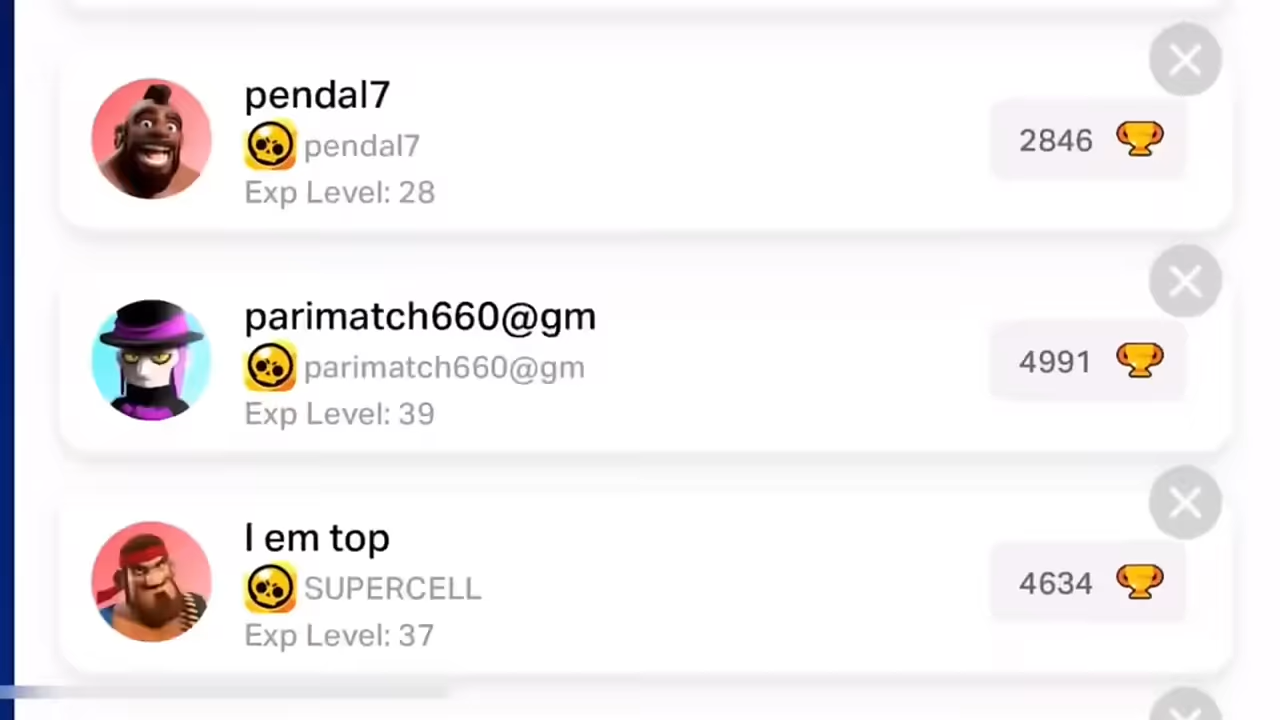 pendal7
pendal7
Exp Level: 28
2846
parimatch660@gm
parimatch660@gm
Exp Level: 39
4991
I em top
SUPERCELL
Exp Level: 37
4634